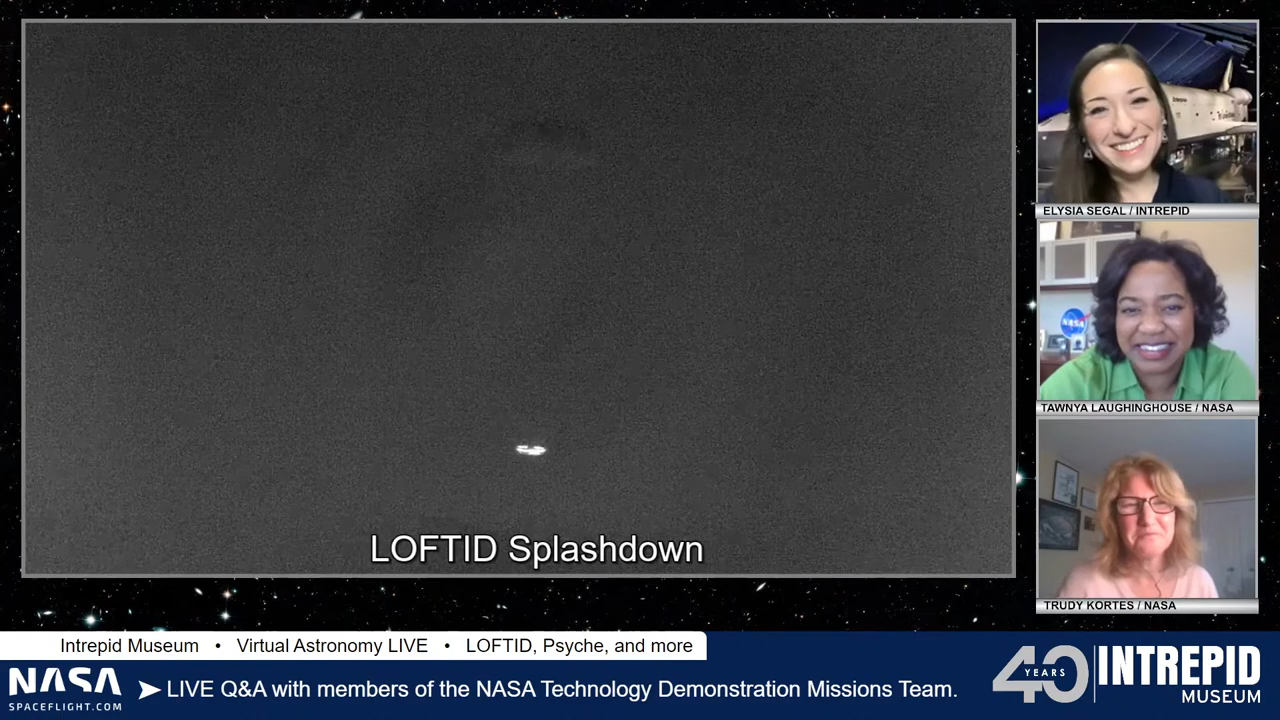 LOFTID Splashdown
ELYSIA SEGAL / INTREPID
NASA
TAWNYA LAUGHINGHOUSE / NASA
TRUDY KORTES / NASA
Intrepid Museum • Virtual Astronomy LIVE • LOFTID, Psyche, and more
NASA
SPACEFLIGHT.COM
➤ LIVE Q&A with members of the NASA Technology Demonstration Missions Team.
40
YEARS
INTREPID
MUSEUM